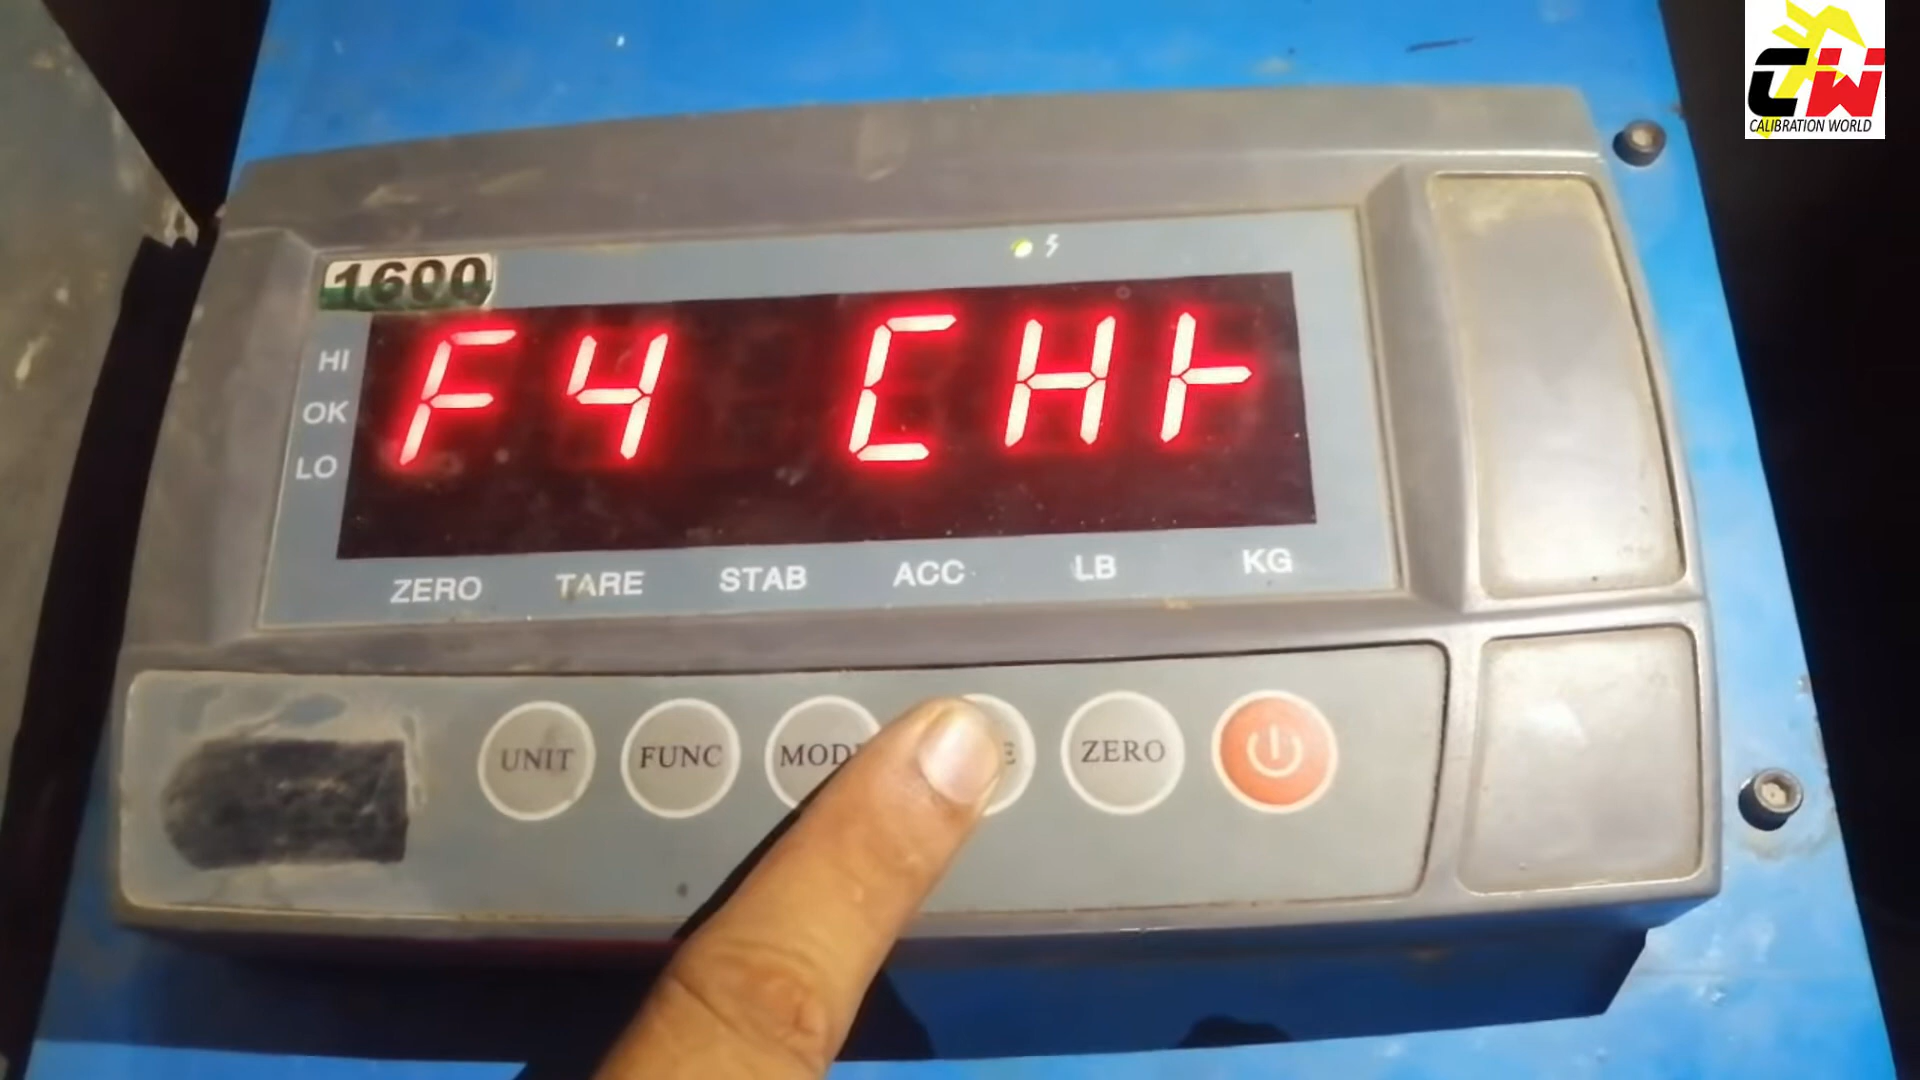 CW
CALIBRATION WORLD
1600
HI
OK
LO
F4 CHt
ZERO TARE STAB ACC LB KG
UNIT FUNC ZERO